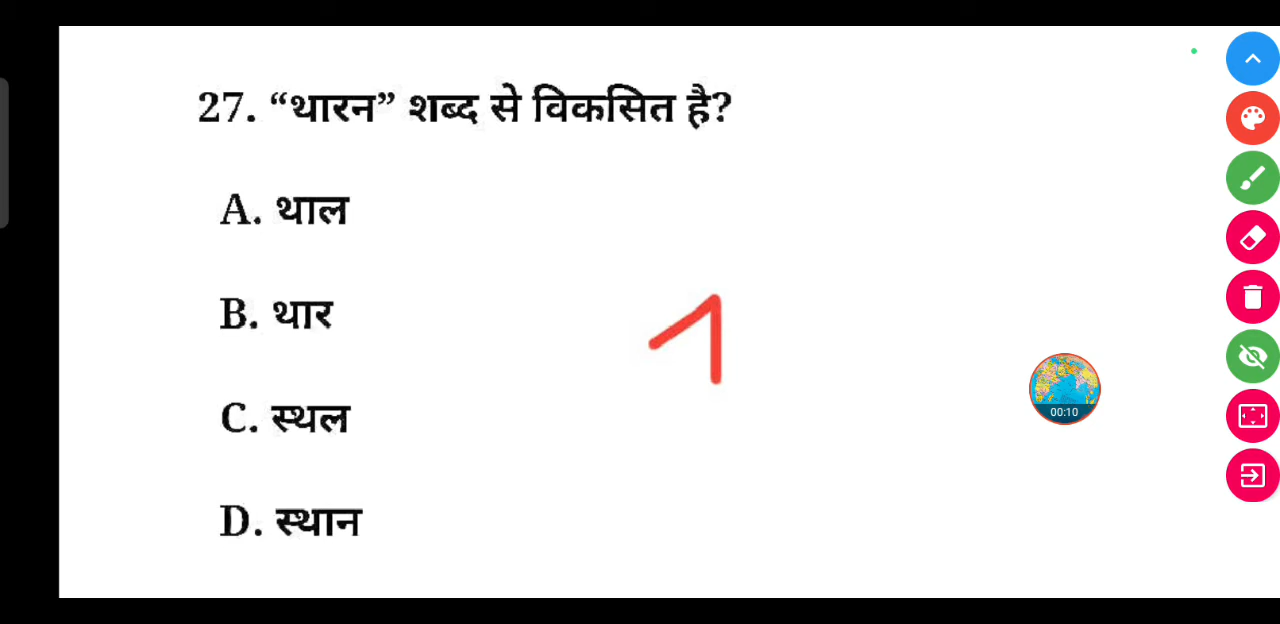 27. “थारन” शब्द से विकसित है?
A. थाल
B. थार
C. स्थल
D. स्थान
00:10